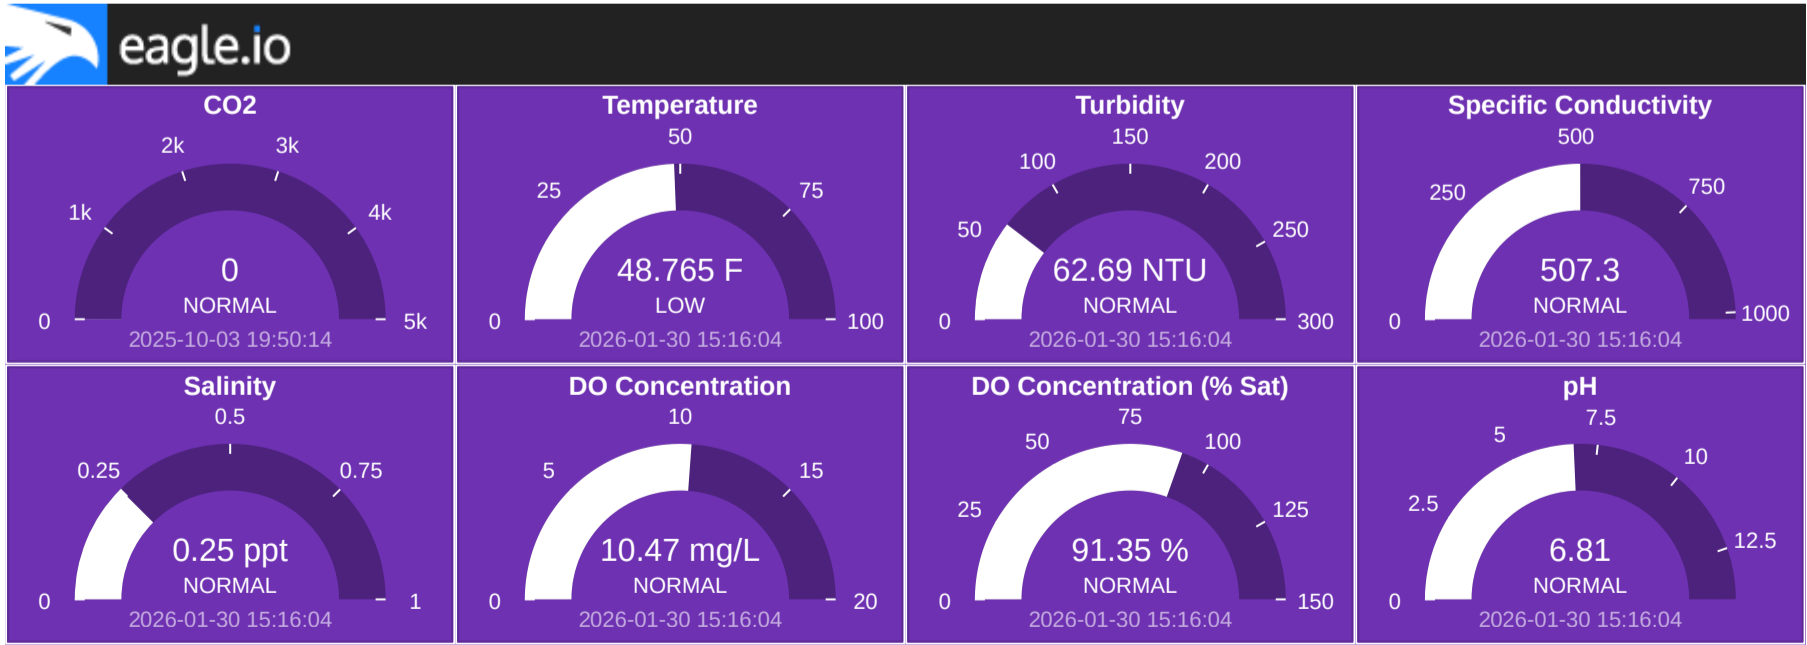 eagle.io
CO2
2k
3k
1k
4k
0
5k
0
NORMAL
2025-10-03 19:50:14
Temperature
50
25
75
0
100
48.765 F
LOW
2026-01-30 15:16:04
Turbidity
150
100
200
50
250
0
300
62.69 NTU
NORMAL
2026-01-30 15:16:04
Specific Conductivity
500
250
750
0
1000
507.3
NORMAL
2026-01-30 15:16:04
Salinity
0.5
0.25
0.75
0
1
0.25 ppt
NORMAL
2026-01-30 15:16:04
DO Concentration
10
5
15
0
20
10.47 mg/L
NORMAL
2026-01-30 15:16:04
DO Concentration (% Sat)
75
50
100
25
125
0
150
91.35 %
NORMAL
2026-01-30 15:16:04
pH
7.5
5
10
2.5
12.5
0
6.81
NORMAL
2026-01-30 15:16:04